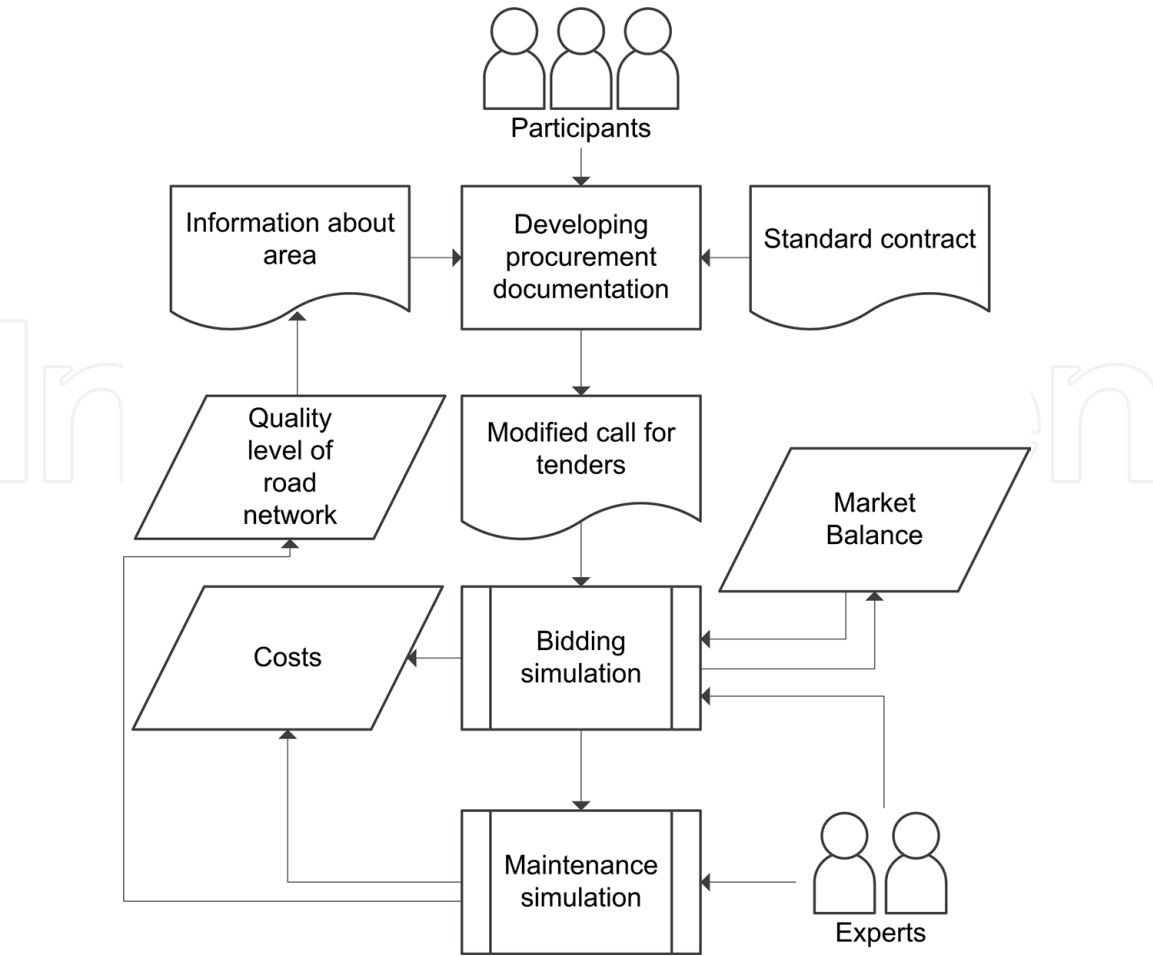 Participants
Information about
area
Developing
procurement
documentation
Standard contract
Quality
level of
road
network
Modified call for
tenders
Market
Balance
Costs
Bidding
simulation
Maintenance
simulation
Experts